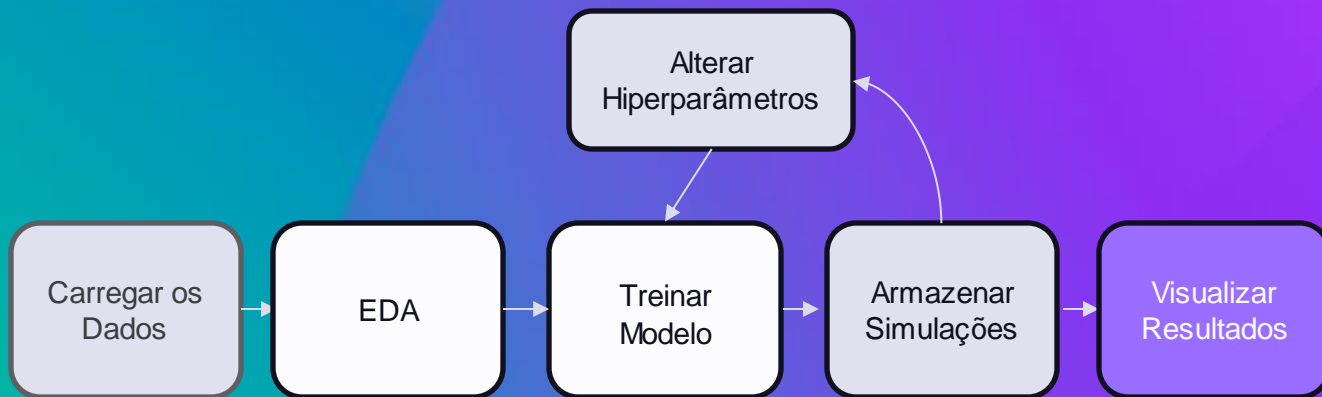 Alterar
Hiperparâmetros
Carregar os
Dados
EDA
Treinar
Modelo
Armazenar
Simulações
Visualizar
Resultados